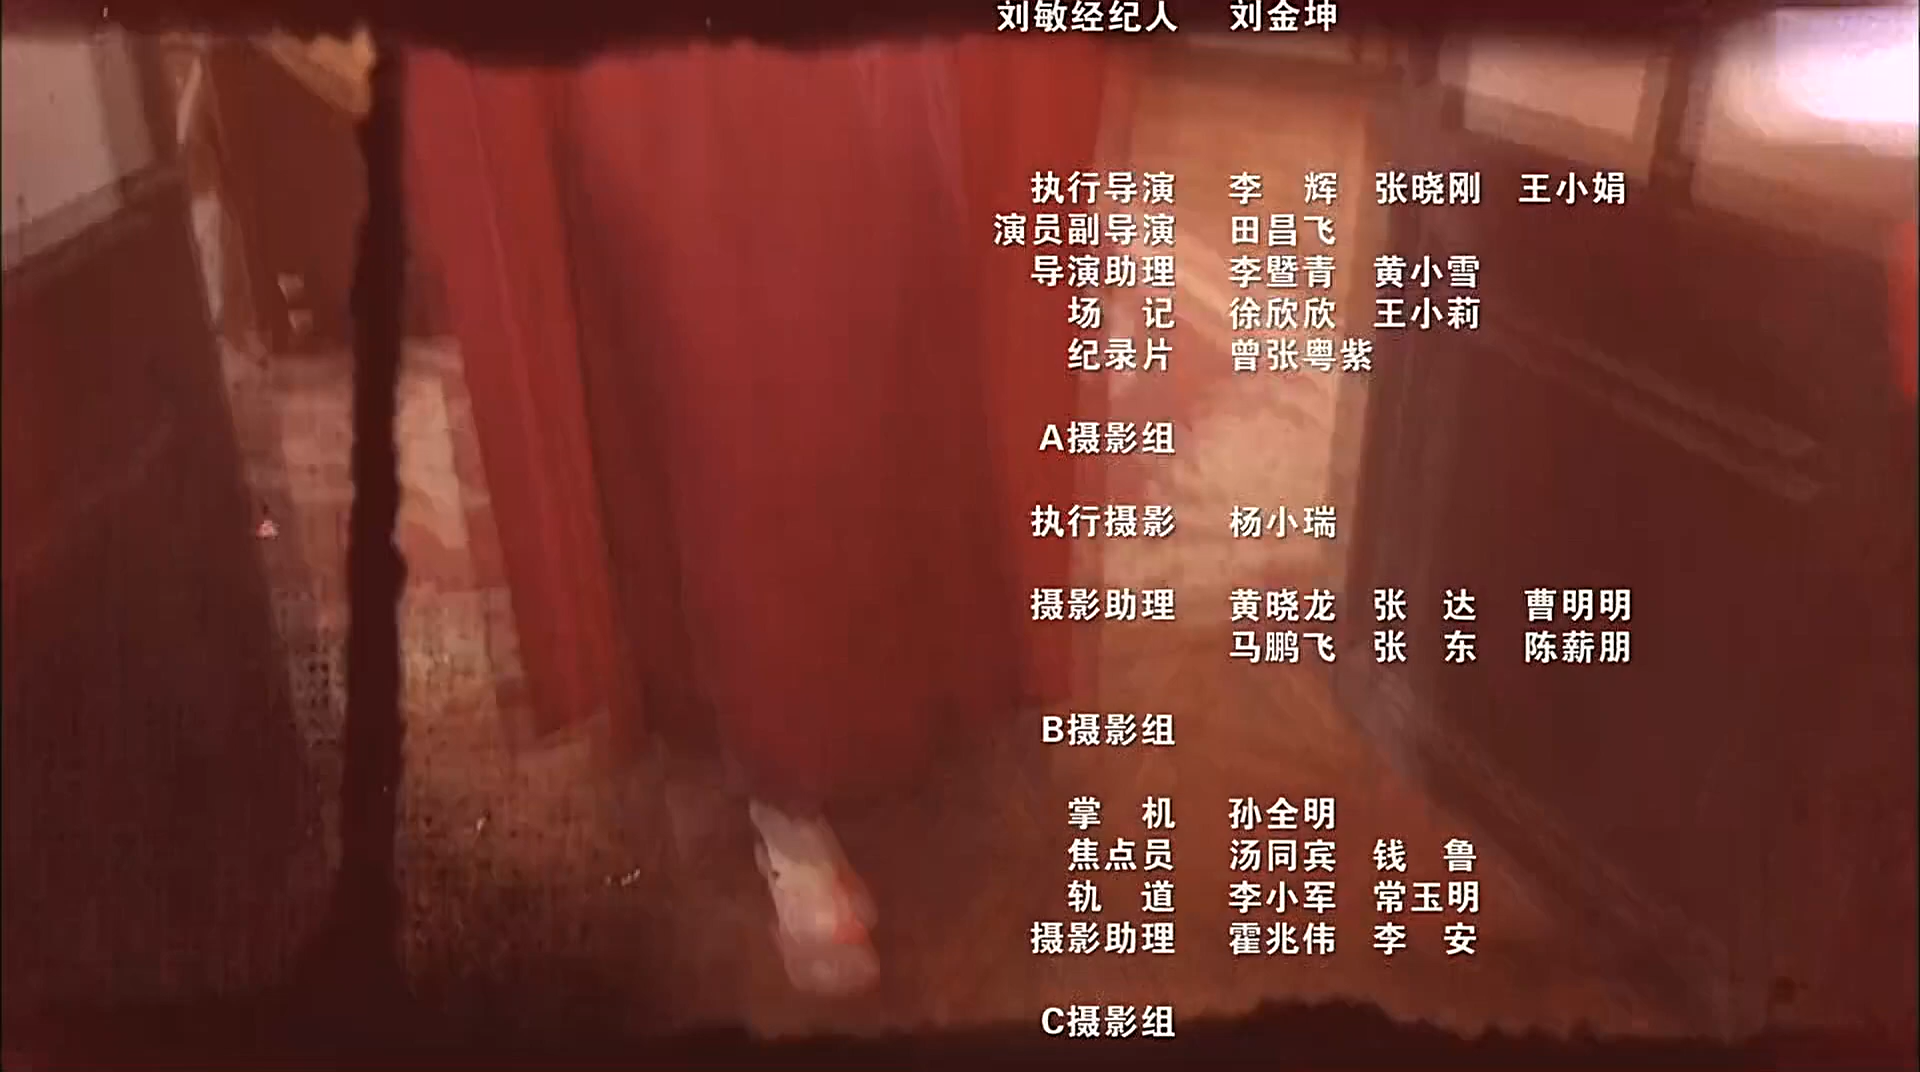 刘敏经纪人 刘金坤
执行导演 李 辉 张晓刚 王小娟
演员副导演 田昌飞
导演助理 李暨青 黄小雪
场 记 徐欣欣 王小莉
纪录片 曾张粤紫
A摄影组
执行摄影 杨小瑞
摄影助理 黄晓龙 张 达 曹明明
马鹏飞 张 东 陈薪朋
B摄影组
掌 机 孙全明
焦点员 汤同宾 钱 鲁
轨 道 李小军 常玉明
摄影助理 霍兆伟 李 安
C摄影组